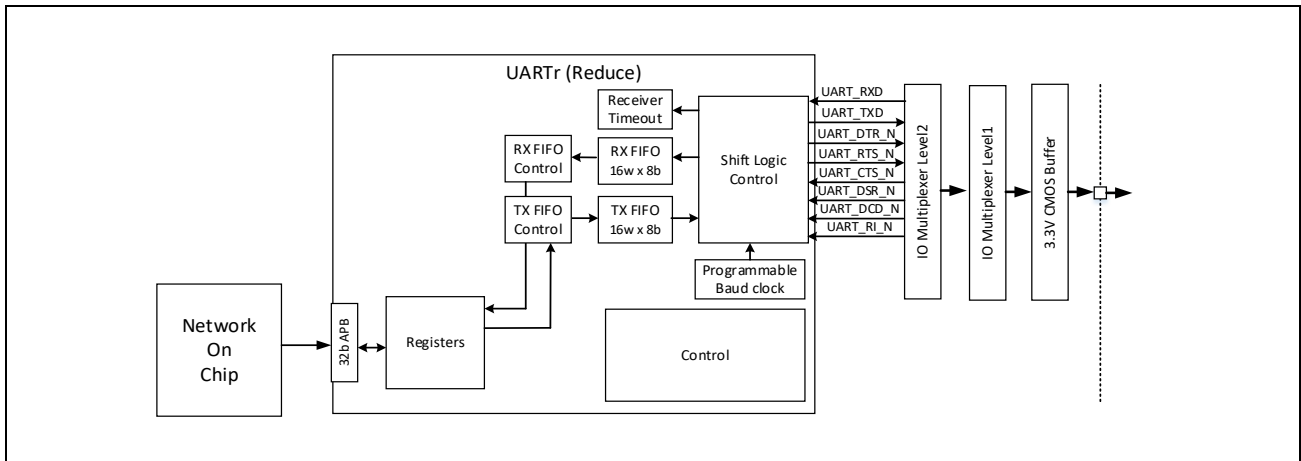 UARTr (Reduce)
Receiver
Timeout
RX FIFO
Control
RX FIFO
16w x 8b
TX FIFO
Control
TX FIFO
16w x 8b
Shift Logic
Control
Programmable
Baud clock
UART_RXD
UART_TXD
UART_DTR_N
UART_RTS_N
UART_CTS_N
UART_DSR_N
UART_DCD_N
UART_RI_N
IO Multiplexer Level2
IO Multiplexer Level1
3.3V CMOS Buffer
Network
On
Chip
32b APB
Registers
Control